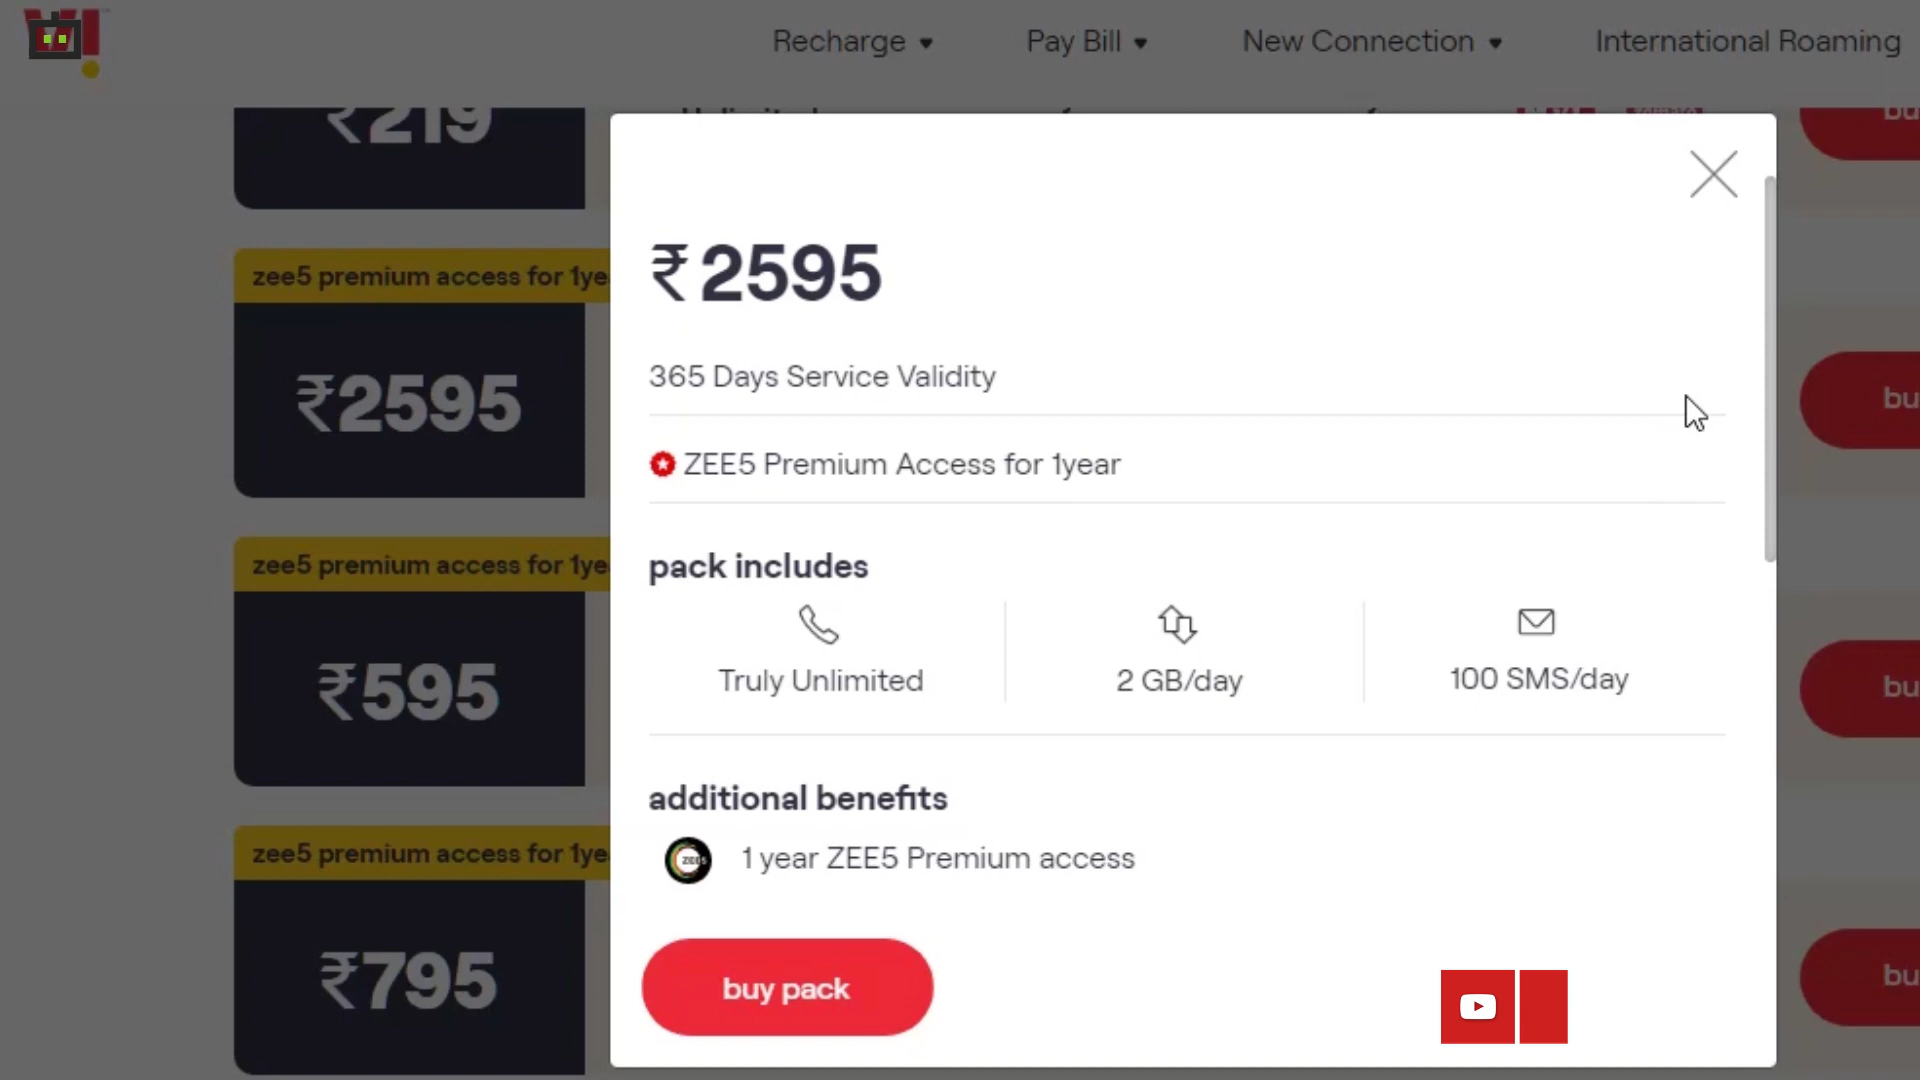 Recharge
Pay Bill
New Connection
International Roaming
₹219
zee5 premium access for 1ye
₹2595
zee5 premium access for 1ye
₹595
zee5 premium access for 1ye
₹795
₹2595
365 Days Service Validity
ZEE5 Premium Access for 1year
pack includes
Truly Unlimited
2 GB/day
100 SMS/day
additional benefits
ZEE5
1 year ZEE5 Premium access
buy pack
bu
bu
bu
bu